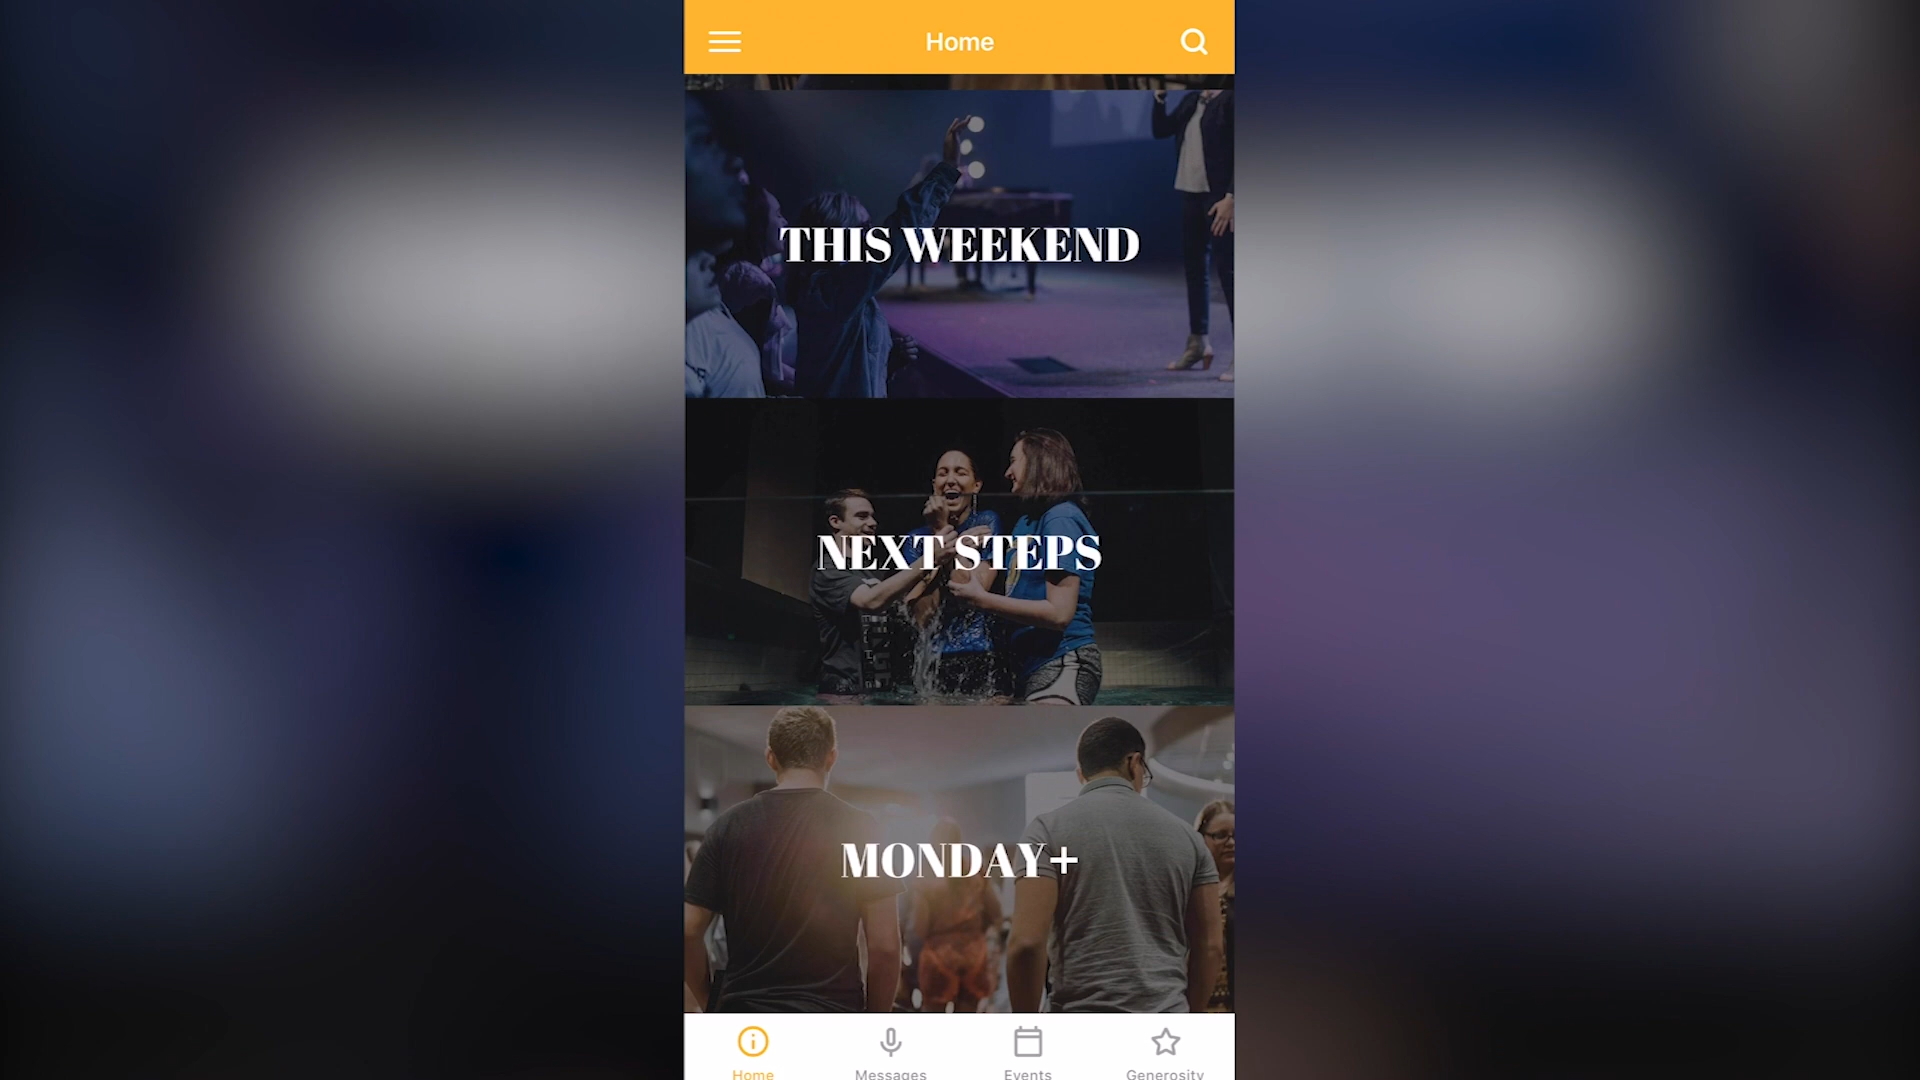 Home
THIS WEEKEND
NEXT STEPS
MONDAY+
Home
Messages
Events
Generosity